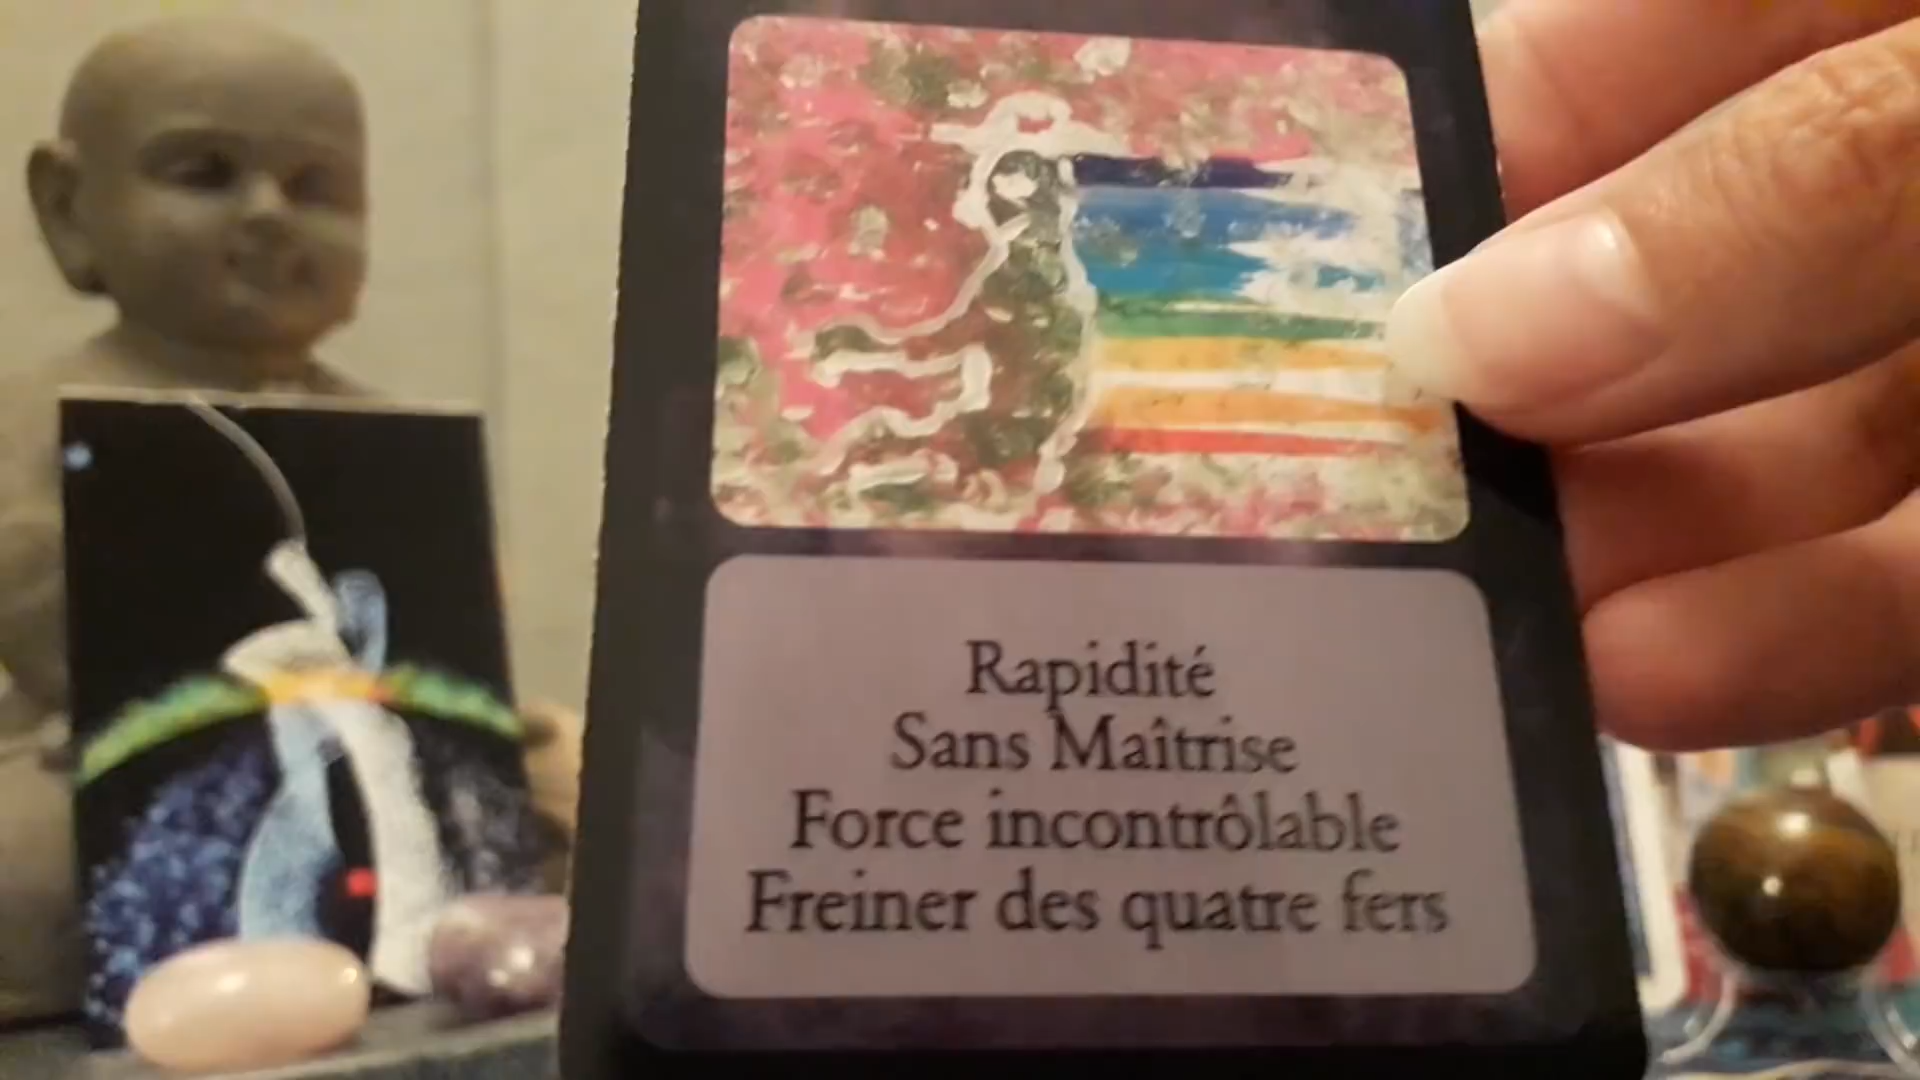 Rapidité
Sans Maîtrise
Force incontrôlable
Freiner des quatre fers